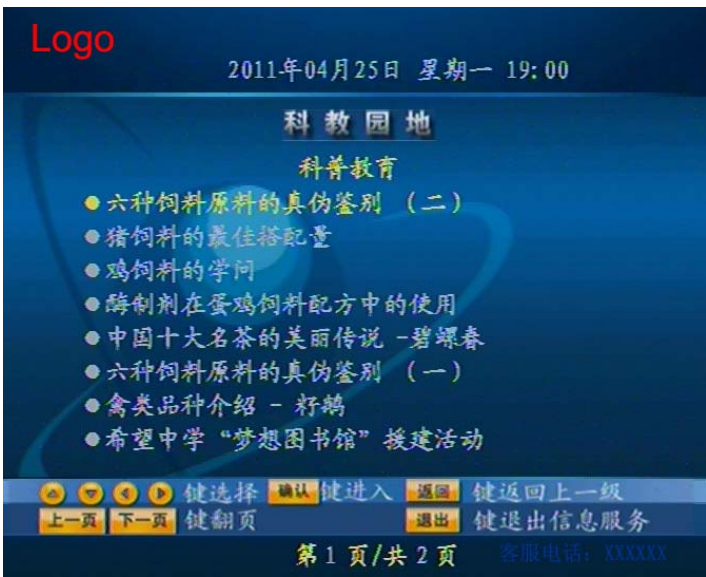 Logo
2011年04月25日 星期一 19:00
科教园地
科普教育
●六种饲料原料的真伪鉴别 （二）
●猪饲料的最佳搭配量
●鸡饲料的学问
●酶制剂在蛋鸡饲料配方中的使用
●中国十大名茶的美丽传说 -碧螺春
●六种饲料原料的真伪鉴别 （一）
●禽类品种介绍 - 籽鹅
●希望中学“梦想图书馆”援建活动
键选择 确认 键进入 返回 键返回上一级
上一页 下一页 键翻页 退出 键退出信息服务
第 1 页/共 2 页 客服电话：XXXXXX